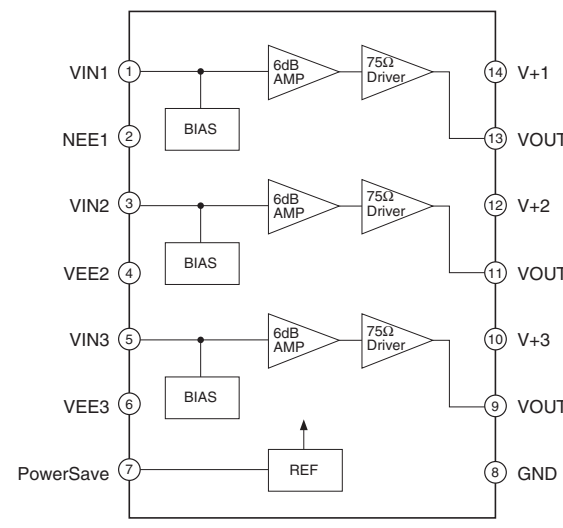 VIN1
1
6dB
AMP
75Ω
Driver
14
V+1
BIAS
NEE1
2
13
VOUT
VIN2
3
6dB
AMP
75Ω
Driver
12
V+2
BIAS
VEE2
4
11
VOUT
VIN3
5
6dB
AMP
75Ω
Driver
10
V+3
BIAS
VEE3
6
9
VOUT
PowerSave
7
REF
8
GND